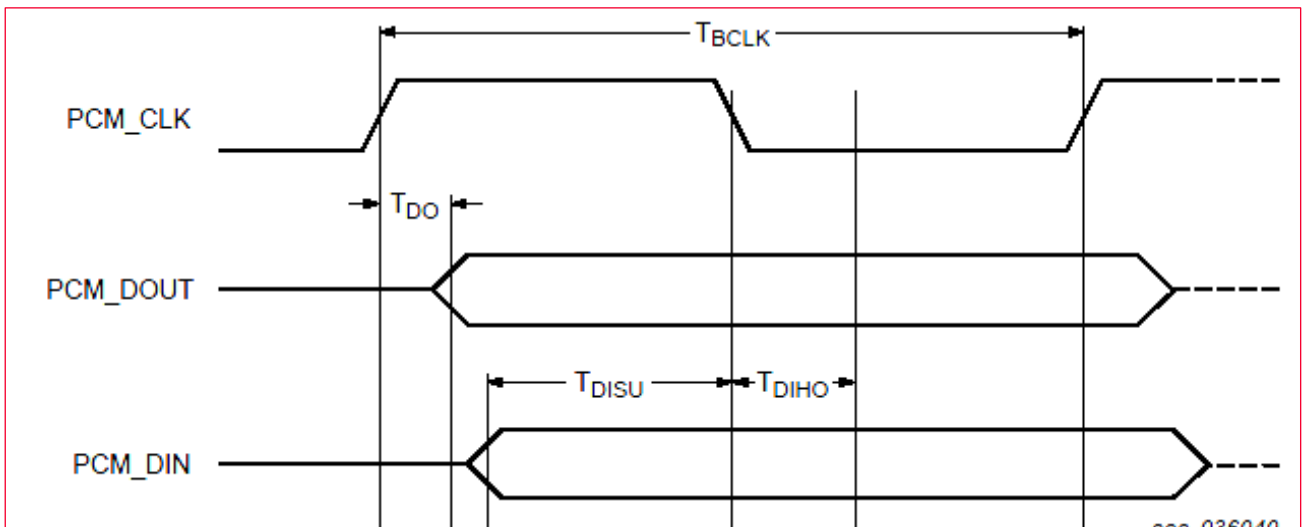 TBCLK
PCM_CLK
TDO
PCM_DOUT
TDISU
TDIHO
PCM_DIN